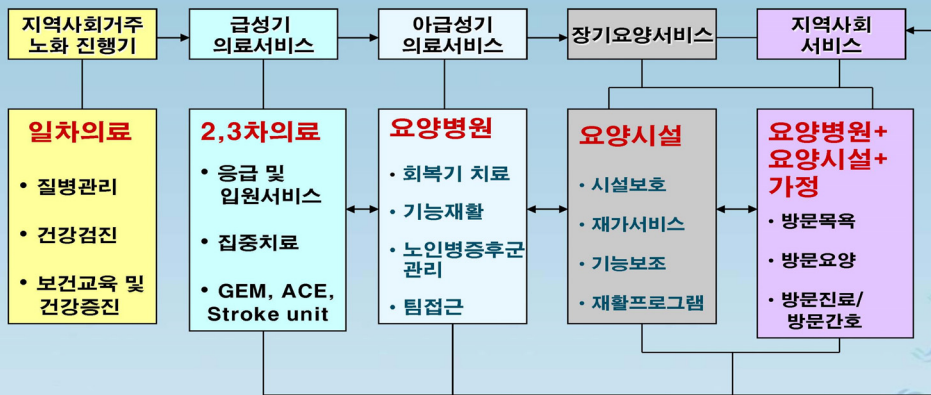 지역사회거주
노화 진행기
급성기
의료서비스
아급성기
의료서비스
장기요양서비스
지역사회
서비스
일차의료
• 질병관리
• 건강검진
• 보건교육 및
건강증진
2,3차의료
• 응급 및
입원서비스
• 집중치료
• GEM, ACE,
Stroke unit
요양병원
• 회복기 치료
• 기능재활
• 노인병증후군
관리
• 팀접근
요양시설
• 시설보호
• 재가서비스
• 기능보조
• 재활프로그램
요양병원+
요양시설+
가정
• 방문목욕
• 방문요양
• 방문진료/
방문간호